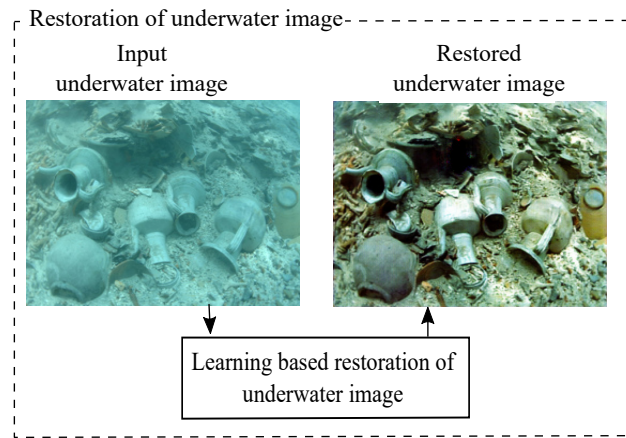 Restoration of underwater image
Input
underwater image
Restored
underwater image
Learning based restoration of
underwater image